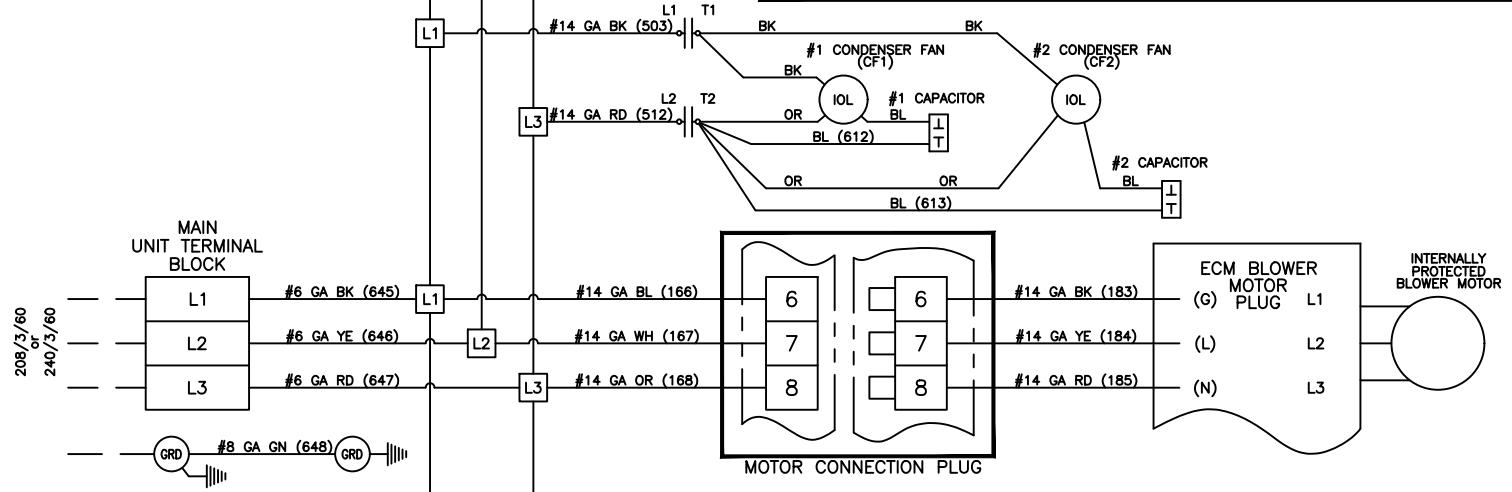 L1 T1
L1 #14 GA BK (503) BK BK
#1 CONDENSER FAN
(CF1)
#2 CONDENSER FAN
(CF2)
BK
IOL
IOL
L2 T2
#1 CAPACITOR
L3 #14 GA RD (512) OR BL
BL (612)
#2 CAPACITOR
OR OR BL
BL (613)
MAIN
UNIT TERMINAL
BLOCK
208/3/60
or
240/3/60
L1 #6 GA BK (645) L1 #14 GA BL (166) 6 6 #14 GA BK (183)
L2 #6 GA YE (646) L2 #14 GA WH (167) 7 7 #14 GA YE (184)
L3 #6 GA RD (647) L3 #14 GA OR (168) 8 8 #14 GA RD (185)
ECM BLOWER
MOTOR
PLUG
(G) L1
(L) L2
(N) L3
INTERNALLY
PROTECTED
BLOWER MOTOR
GRD #8 GA GN (648) GRD
MOTOR CONNECTION PLUG